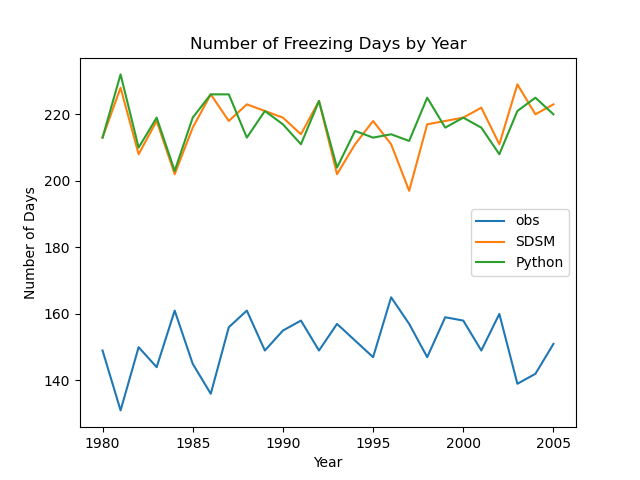 Number of Freezing Days by Year
Number of Days
220
200
180
160
140
obs
SDSM
Python
1980
1985
1990
1995
2000
2005
Year